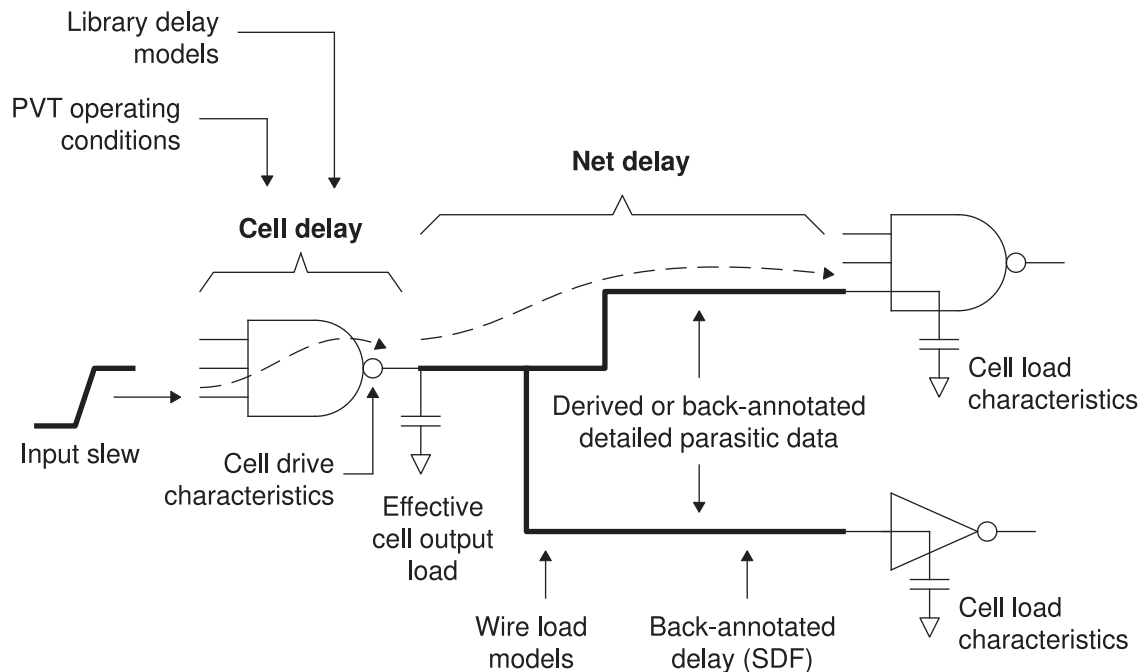 Library delay
models
PVT operating
conditions
Net delay
Cell delay
Input slew
Cell drive
characteristics
Effective
cell output
load
Derived or back-annotated
detailed parasitic data
Cell load
characteristics
Wire load
models
Back-annotated
delay (SDF)
Cell load
characteristics